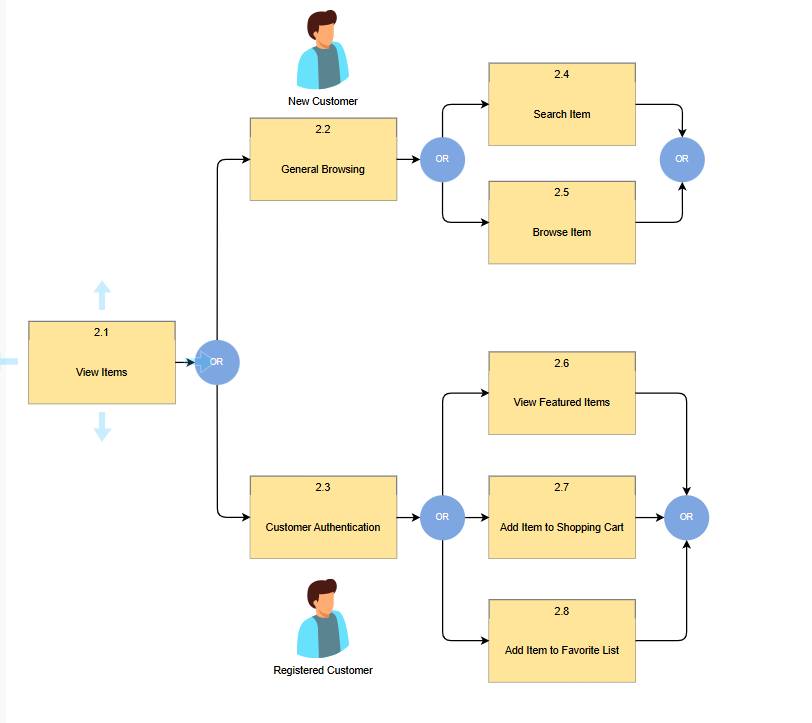 New Customer
2.2
General Browsing
OR
2.4
Search Item
OR
2.5
Browse Item
2.1
View Items
OR
2.6
View Featured Items
2.3
Customer Authentication
OR
2.7
Add Item to Shopping Cart
OR
2.8
Add Item to Favorite List
Registered Customer